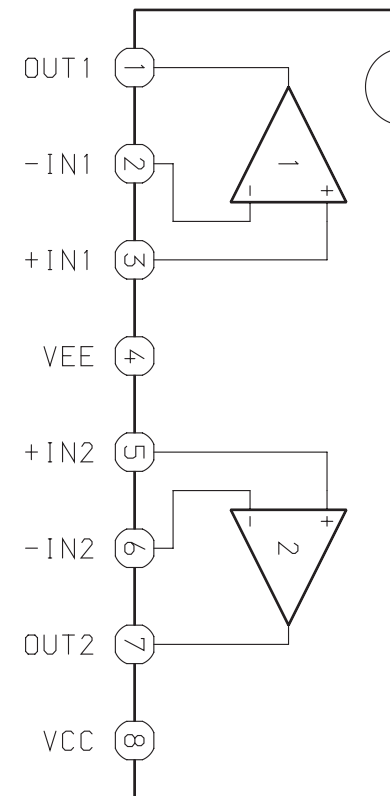 OUT1 1
-IN1 2
+IN1 3
VEE 4
+IN2 5
-IN2 6
OUT2 7
VCC 8
1
- +
- +
2